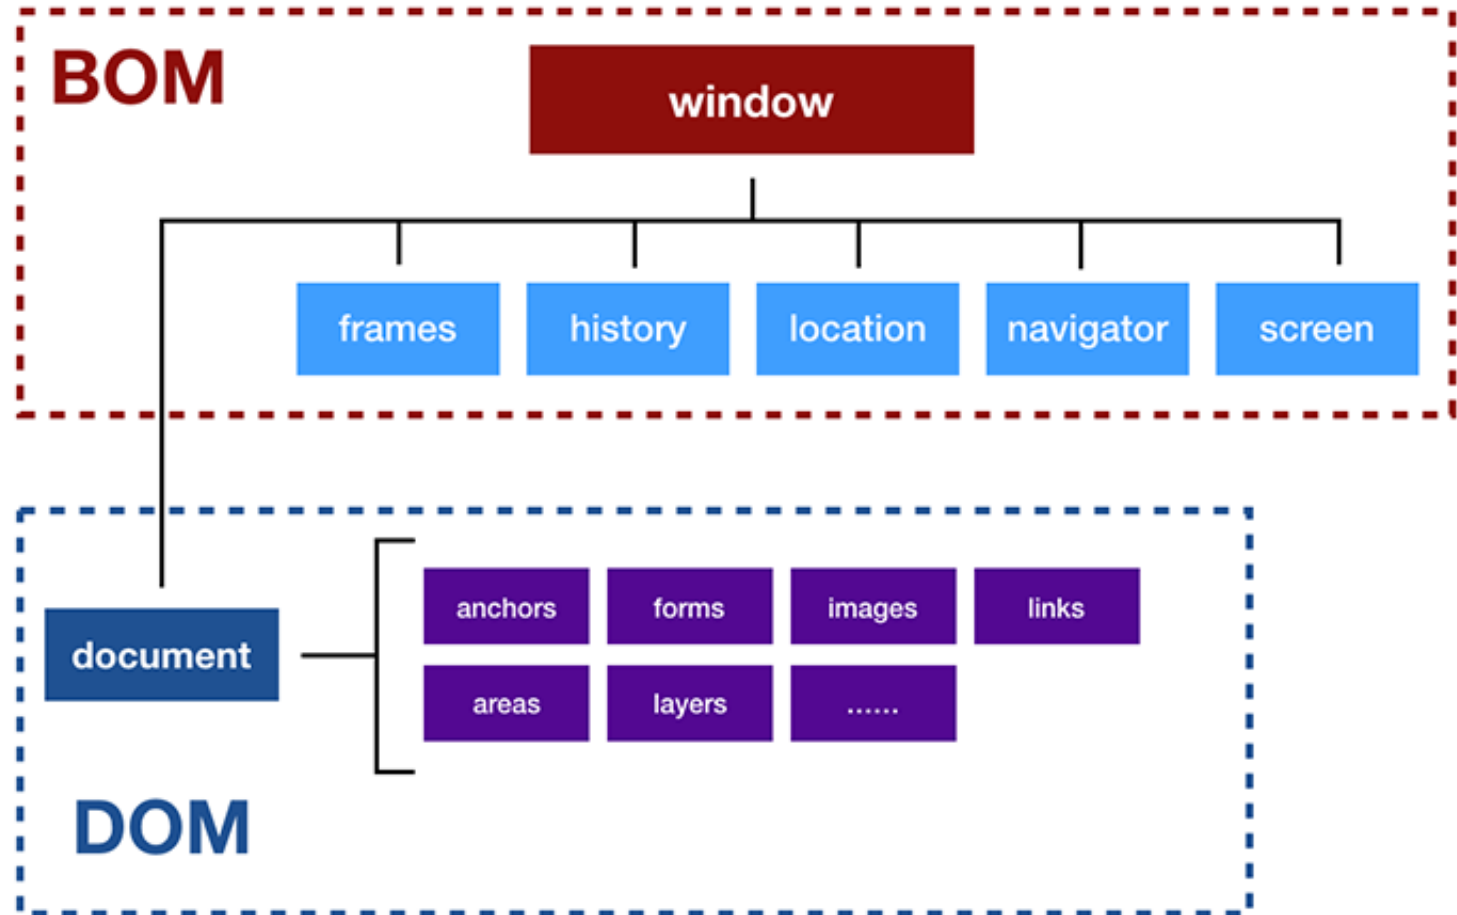 BOM
window
frames
history
location
navigator
screen
document
anchors
forms
images
links
areas
layers
......
DOM